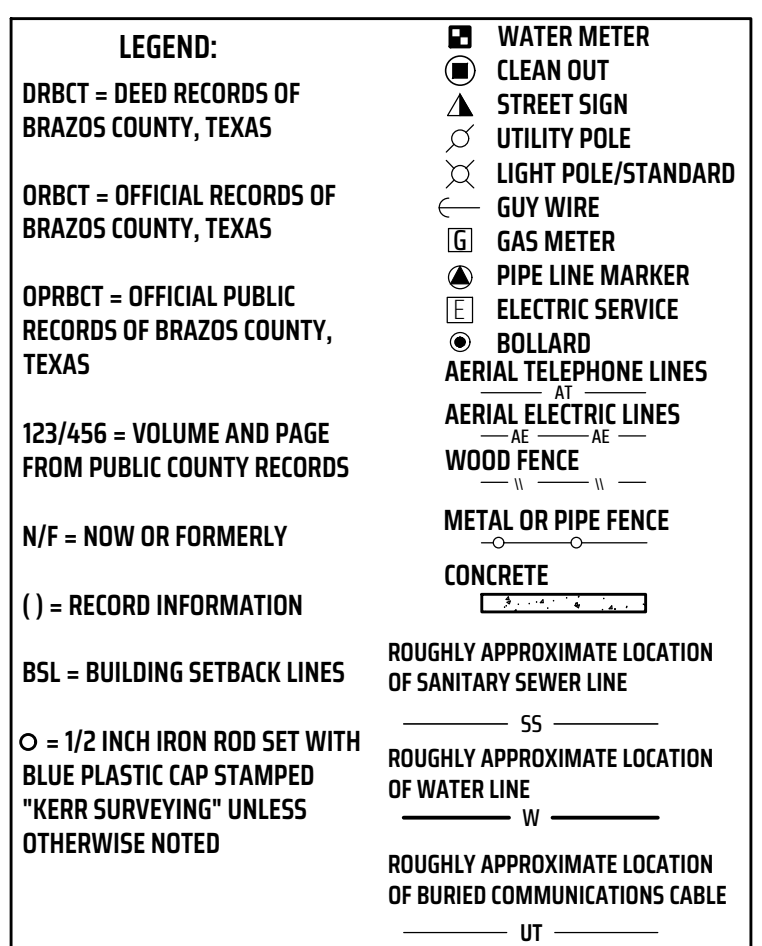 LEGEND:
DRBCT = DEED RECORDS OF
BRAZOS COUNTY, TEXAS
ORBCT = OFFICIAL RECORDS OF
BRAZOS COUNTY, TEXAS
OPRBCT = OFFICIAL PUBLIC
RECORDS OF BRAZOS COUNTY,
TEXAS
123/456 = VOLUME AND PAGE
FROM PUBLIC COUNTY RECORDS
N/F = NOW OR FORMERLY
( ) = RECORD INFORMATION
BSL = BUILDING SETBACK LINES
O = 1/2 INCH IRON ROD SET WITH
BLUE PLASTIC CAP STAMPED
"KERR SURVEYING" UNLESS
OTHERWISE NOTED
WATER METER
CLEAN OUT
STREET SIGN
UTILITY POLE
LIGHT POLE/STANDARD
GUY WIRE
G GAS METER
PIPE LINE MARKER
E ELECTRIC SERVICE
BOLLARD
AERIAL TELEPHONE LINES
AT
AERIAL ELECTRIC LINES
AE AE
WOOD FENCE
\\ \\
METAL OR PIPE FENCE
CONCRETE
ROUGHLY APPROXIMATE LOCATION
OF SANITARY SEWER LINE
SS
ROUGHLY APPROXIMATE LOCATION
OF WATER LINE
W
ROUGHLY APPROXIMATE LOCATION
OF BURIED COMMUNICATIONS CABLE
UT